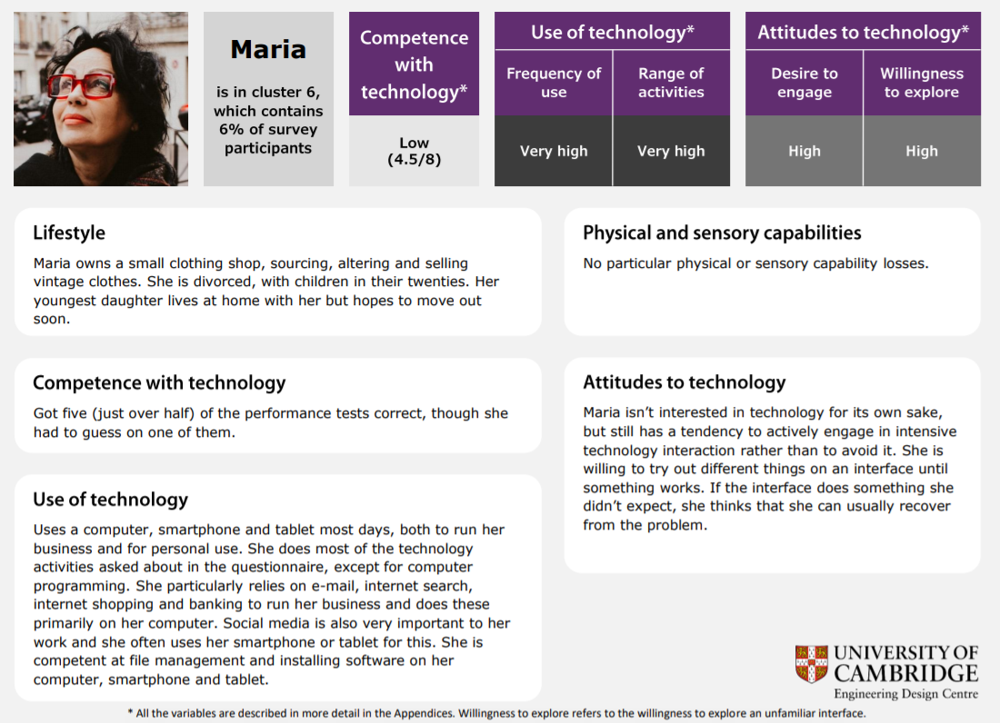 Maria
is in cluster 6,
which contains
6% of survey
participants
Competence
with
technology*
Low
(4.5/8)
Use of technology*
Frequency of
use
Range of
activities
Very high
Very high
Attitudes to technology*
Desire to
engage
Willingness
to explore
High
High
Lifestyle
Maria owns a small clothing shop, sourcing, altering and selling
vintage clothes. She is divorced, with children in their twenties. Her
youngest daughter lives at home with her but hopes to move out
soon.
Physical and sensory capabilities
No particular physical or sensory capability losses.
Competence with technology
Got five (just over half) of the performance tests correct, though she
had to guess on one of them.
Attitudes to technology
Maria isn’t interested in technology for its own sake,
but still has a tendency to actively engage in intensive
technology interaction rather than to avoid it. She is
willing to try out different things on an interface until
something works. If the interface does something she
didn’t expect, she thinks that she can usually recover
from the problem.
Use of technology
Uses a computer, smartphone and tablet most days, both to run her
business and for personal use. She does most of the technology
activities asked about in the questionnaire, except for computer
programming. She particularly relies on e-mail, internet search,
internet shopping and banking to run her business and does these
primarily on her computer. Social media is also very important to her
work and she often uses her smartphone or tablet for this. She is
competent at file management and installing software on her
computer, smartphone and tablet.
UNIVERSITY OF
CAMBRIDGE
Engineering Design Centre
* All the variables are described in more detail in the Appendices. Willingness to explore refers to the willingness to explore an unfamiliar interface.